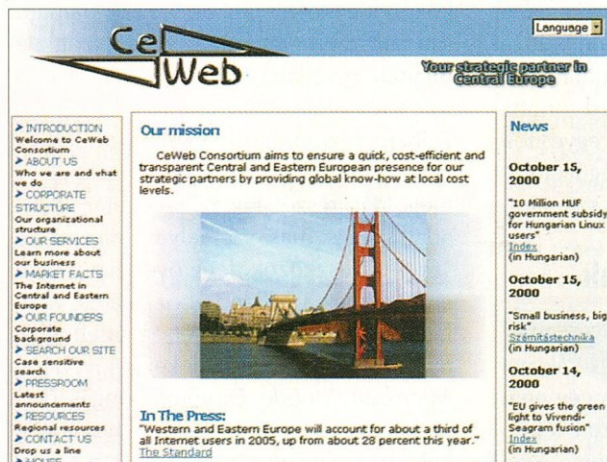 CeWeb
Language
Your strategic partner in
Central Europe
➤ INTRODUCTION
Welcome to CeWeb
Consortium
➤ ABOUT US
Who we are and what
we do
➤ CORPORATE
STRUCTURE
Our organizational
structure
➤ OUR SERVICES
Learn more about
our business
➤ MARKET FACTS
The Internet in
Central and Eastern
Europe
➤ OUR FOUNDERS
Corporate
background
➤ SEARCH OUR SITE
Case sensitive
search
➤ PRESSROOM
Latest
announcements
➤ RESOURCES
Regional resources
➤ CONTACT US
Drop us a line
Our mission
CeWeb Consortium aims to ensure a quick, cost-efficient and
transparent Central and Eastern European presence for our
strategic partners by providing global know-how at local cost
levels.
In The Press:
"Western and Eastern Europe will account for about a third of
all Internet users in 2005, up from about 28 percent this year."
The Standard
News
October 15,
2000
"10 Million HUF
government subsidy
for Hungarian Linux
users"
Index
(in Hungarian)
October 15,
2000
"Small business, big
risk"
Számítástechnika
(in Hungarian)
October 14,
2000
"EU gives the green
light to Vivendi-
Seagram fusion"
Index
(in Hungarian)